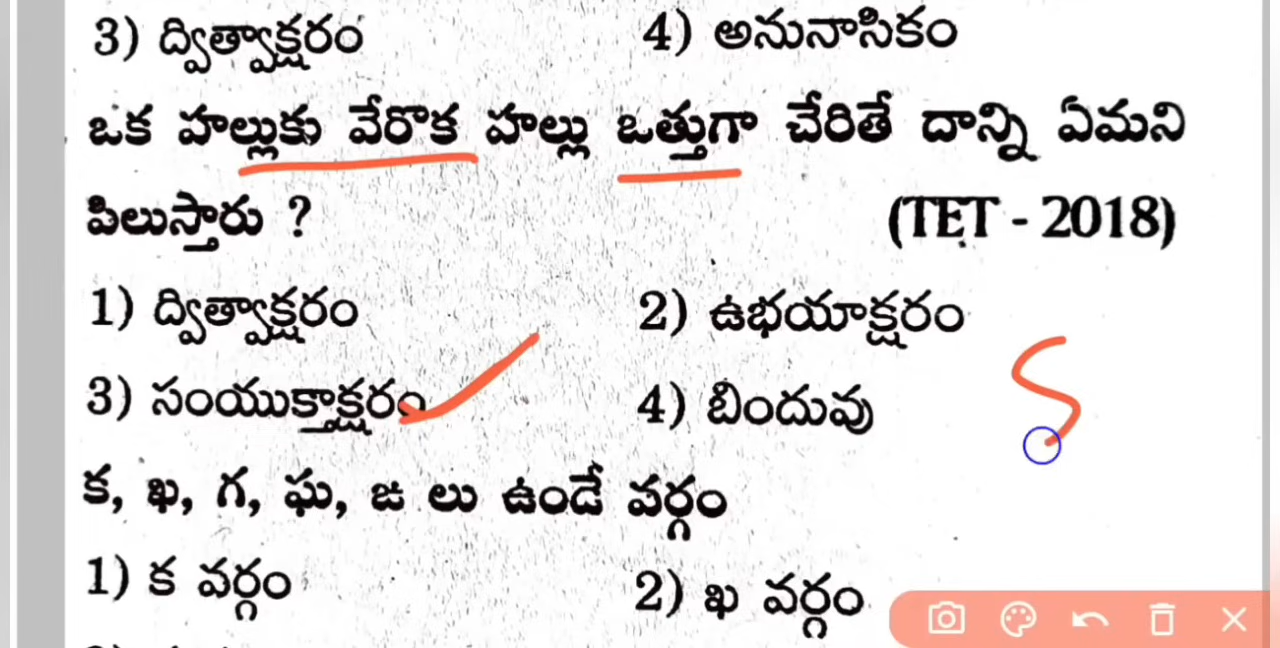 3) ద్విత్వాక్షరం 4) అనునాసికం
ఒక హల్లుకు వేరొక హల్లు ఒత్తుగా చేరితే దాన్ని ఏమని
పిలుస్తారు ? (TET - 2018)
1) ద్విత్వాక్షరం 2) ఉభయాక్షరం
3) సంయుక్తాక్షరం 4) బిందువు
క, ఖ, గ, ఘ, ఙ లు ఉండే వర్గం
1) క వర్గం 2) ఖ వర్గం